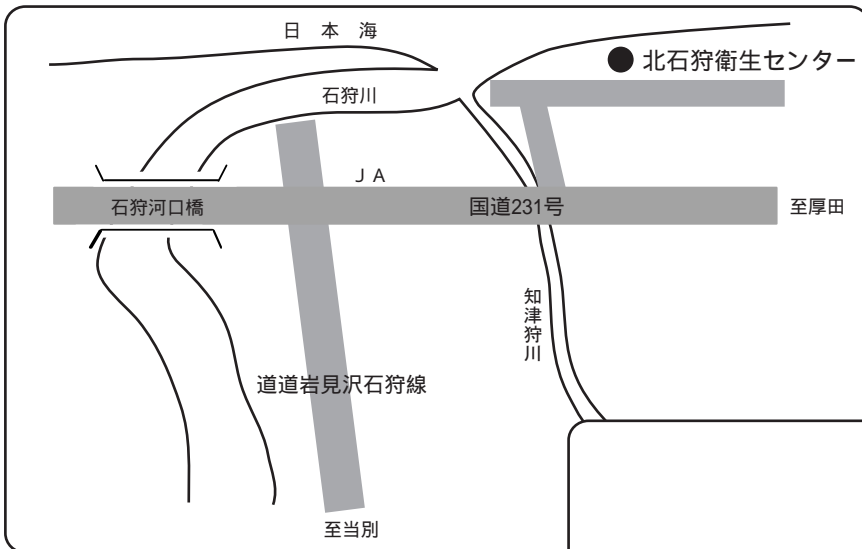 日本海
北石狩衛生センター
石狩川
JA
石狩河口橋
国道231号
至厚田
知津狩川
道道岩見沢石狩線
至当別